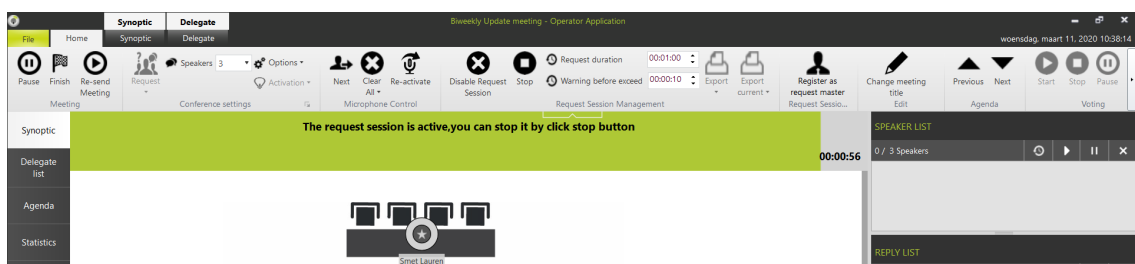 Synoptic Delegate Biweekly Update meeting - Operator Application
File Home Synoptic Delegate woensdag, maart 11, 2020 10:38:14
Pause Finish Re-send Meeting
Meeting
Request Speakers 3 Options Activation
Conference settings
Next Clear All Re-activate
Microphone Control
Disable Request Session Stop Request duration 00:01:00 Warning before exceed 00:00:10 Export Export current
Request Session Management
Register as request master
Request Sessio...
Change meeting title
Edit
Previous Next
Agenda
Start Stop Pause
Voting
Synoptic
Delegate list
Agenda
Statistics
The request session is active,you can stop it by click stop button
00:00:56
Smet Lauren
SPEAKER LIST
0 / 3 Speakers
REPLY LIST